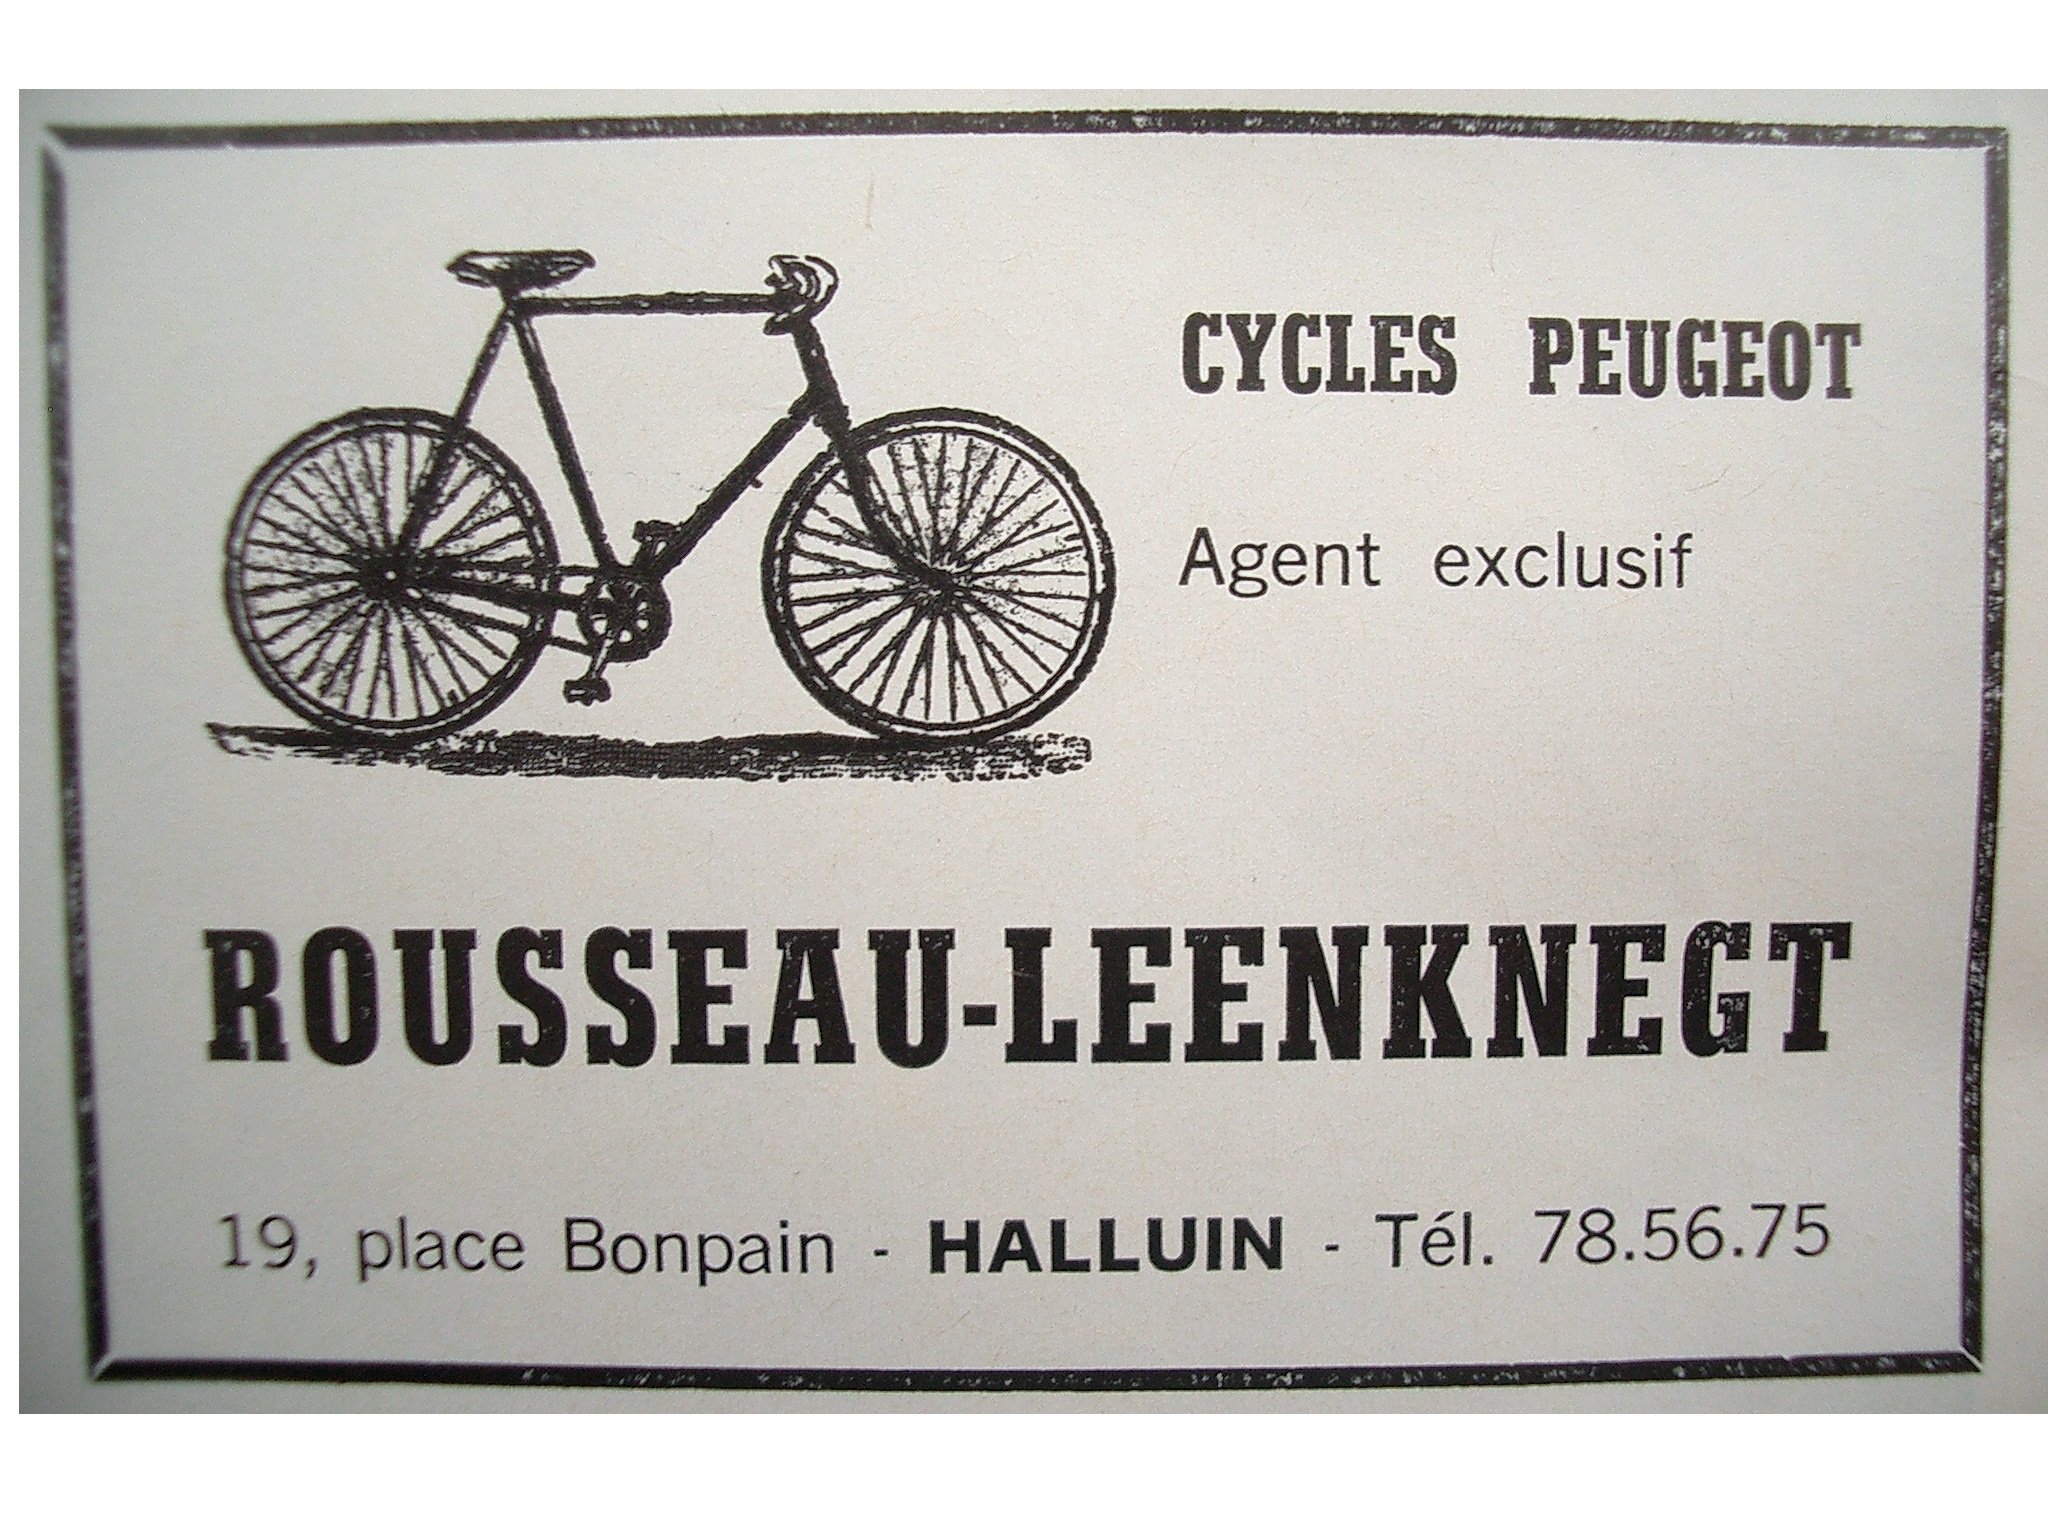 CYCLES PEUGEOT
Agent exclusif
ROUSSEAU-LEENKNEGT
19, place Bonpain - HALLUIN - Tél. 78.56.75